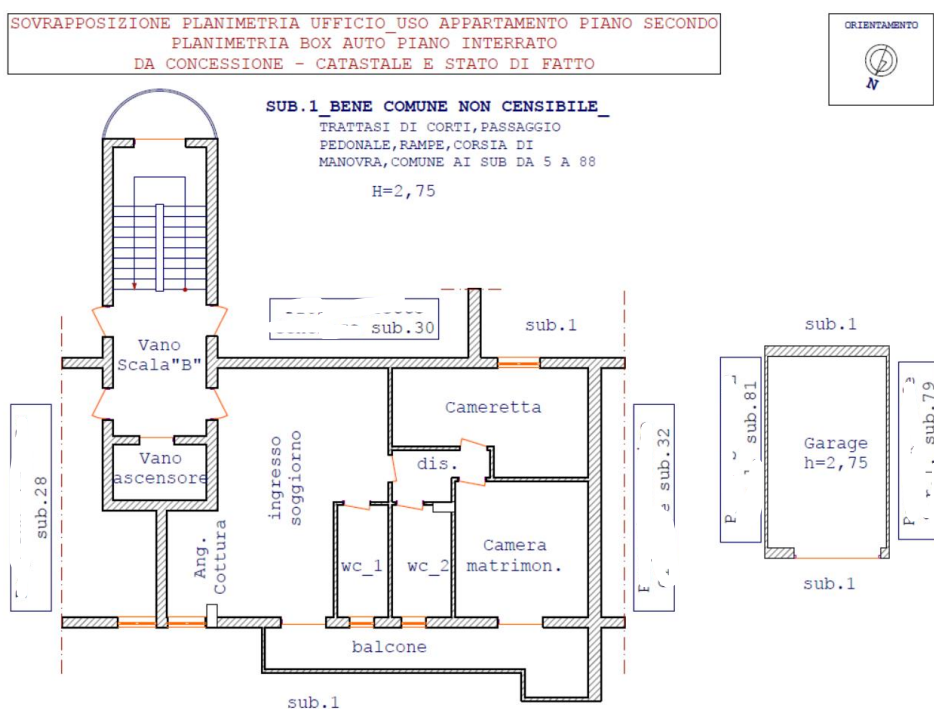 SOVRAPPOSIZIONE PLANIMETRIA UFFICIO_USO APPARTAMENTO PIANO SECONDO
PLANIMETRIA BOX AUTO PIANO INTERRATO
DA CONCESSIONE - CATASTALE E STATO DI FATTO
ORIENTAMENTO
N
SUB.1_BENE COMUNE NON CENSIBILE_
TRATTASI DI CORTI,PASSAGGIO
PEDONALE,RAMPE,CORSIA DI
MANOVRA,COMUNE AI SUB DA 5 A 88
H=2,75
sub.30
sub.1
sub.1
Vano
Scala"B"
Cameretta
sub.81
sub.79
Garage
h=2,75
ingresso
soggiorno
dis.
Vano
ascensore
sub.28
sub.32
Ang.
Cottura
wc_1
wc_2
Camera
matrimon.
sub.1
balcone
sub.1